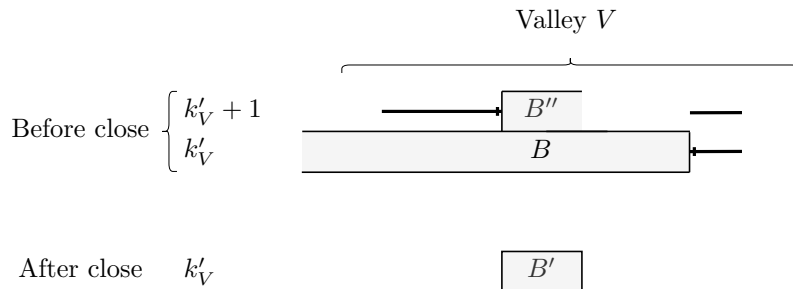 Valley V
k′_V + 1
B′′
Before close
k′_V
B
After close
k′_V
B′